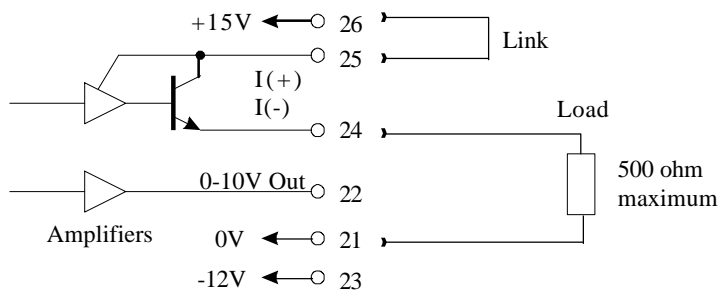 +15V 26
25 Link
I(+)
I(-)
24 Load
0-10V Out 22
500 ohm
maximum
Amplifiers
0V 21
-12V 23